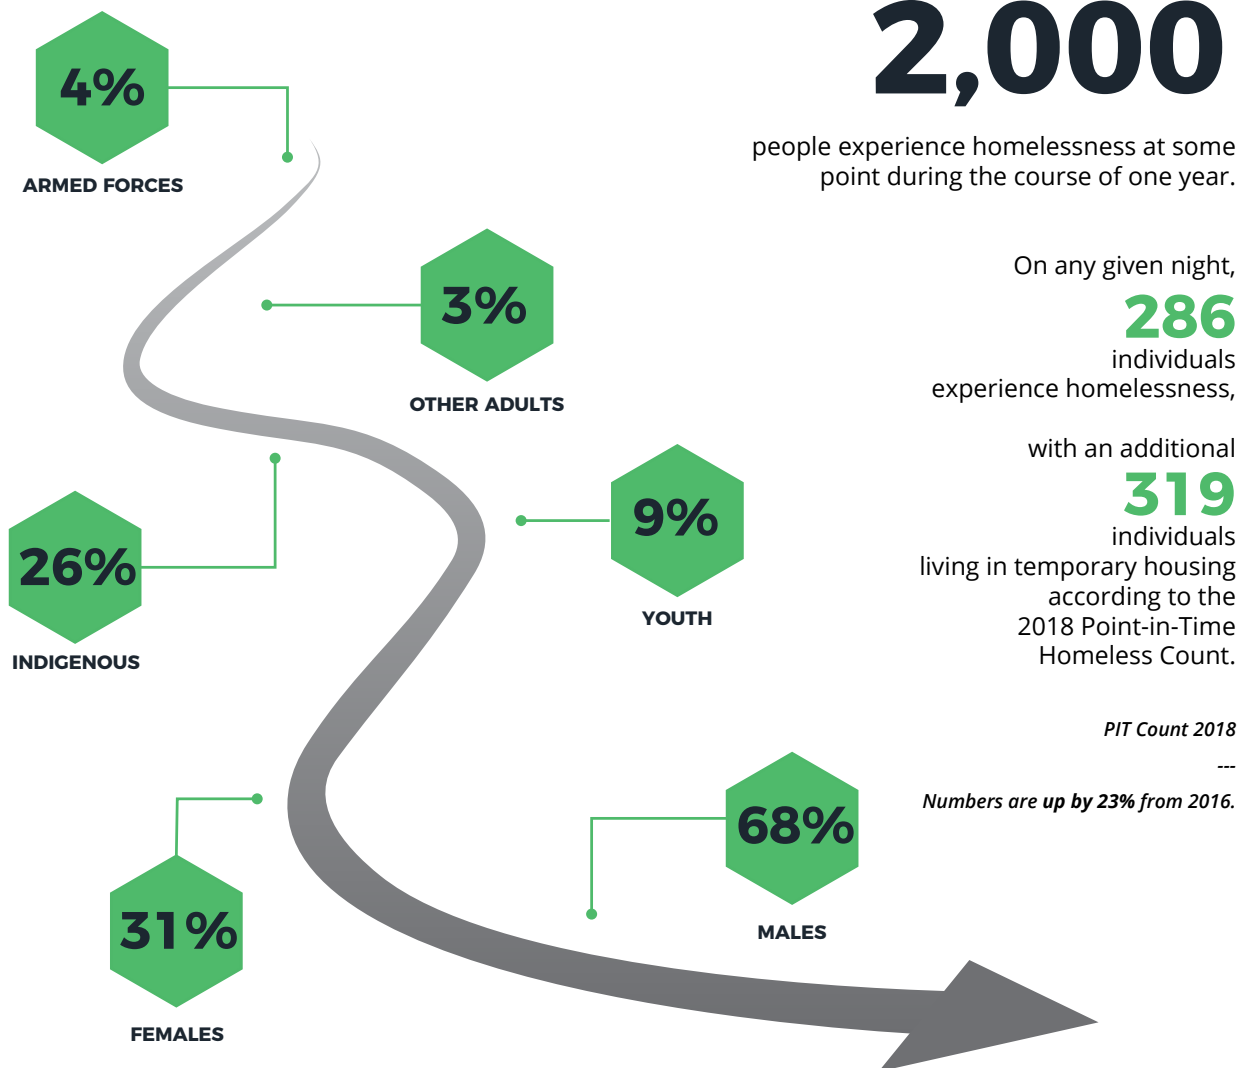 4%
ARMED FORCES
3%
OTHER ADULTS
26%
INDIGENOUS
9%
YOUTH
31%
FEMALES
68%
MALES
2,000
people experience homelessness at some
point during the course of one year.
On any given night,
286
individuals
experience homelessness,
with an additional
319
individuals
living in temporary housing
according to the
2018 Point-in-Time
Homeless Count.
PIT Count 2018
---
Numbers are up by 23% from 2016.